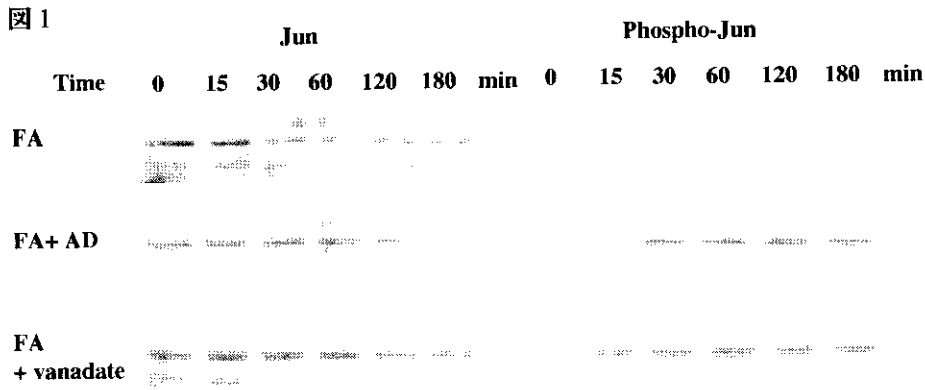 図 1
Jun Phospho-Jun
Time 0 15 30 60 120 180 min 0 15 30 60 120 180 min
FA
FA+ AD
FA
+ vanadate